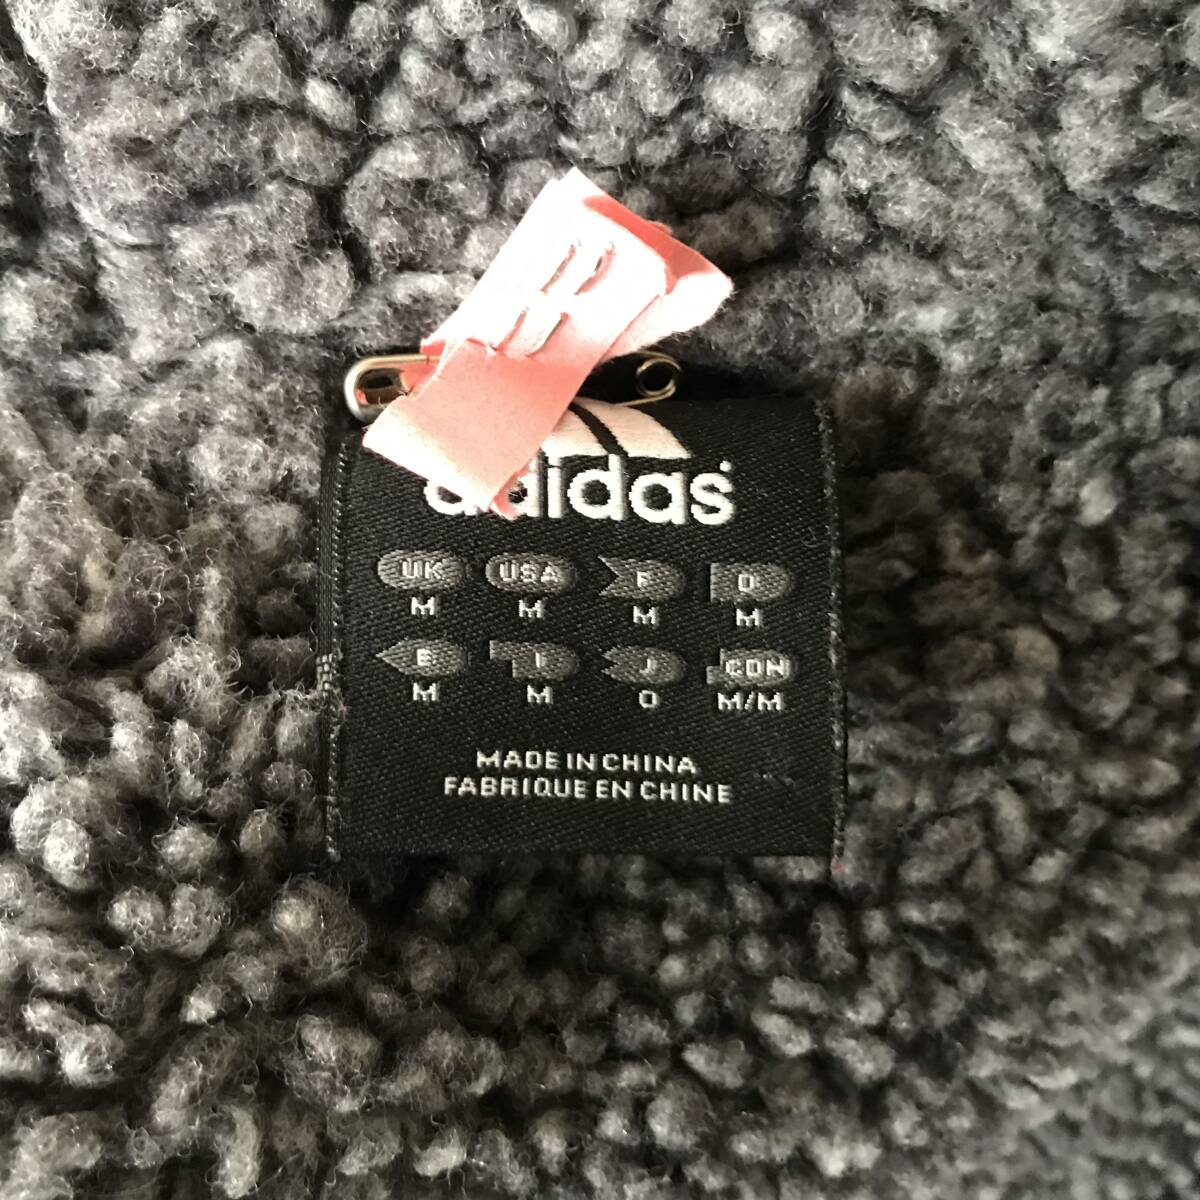 adidas
UK USA F D
M M M M
E I J CDN
M M O M/M
MADE IN CHINA
FABRIQUE EN CHINE